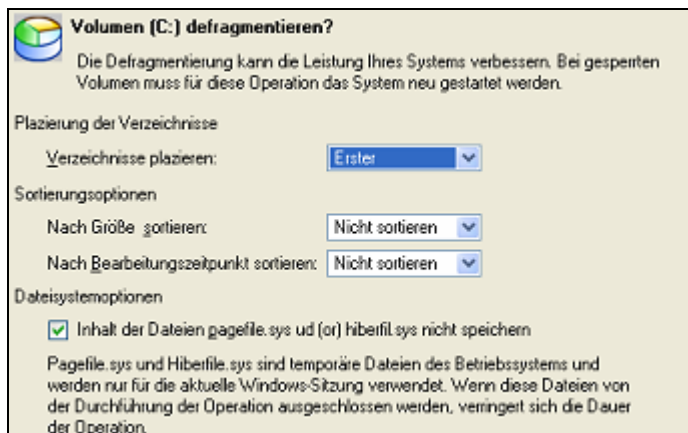 Volumen (C:) defragmentieren?
Die Defragmentierung kann die Leistung Ihres Systems verbessern. Bei gesperrten
Volumen muss für diese Operation das System neu gestartet werden.
Plazierung der Verzeichnisse
Verzeichnisse plazieren: Erster
Sortierungsoptionen
Nach Größe sortieren: Nicht sortieren
Nach Bearbeitungszeitpunkt sortieren: Nicht sortieren
Dateisystemoptionen
Inhalt der Dateien pagefile.sys ud (or) hiberfil.sys nicht speichern
Pagefile.sys und Hiberfile.sys sind temporäre Dateien des Betriebssystems und
werden nur für die aktuelle Windows-Sitzung verwendet. Wenn diese Dateien von
der Durchführung der Operation ausgeschlossen werden, verringert sich die Dauer
der Operation.